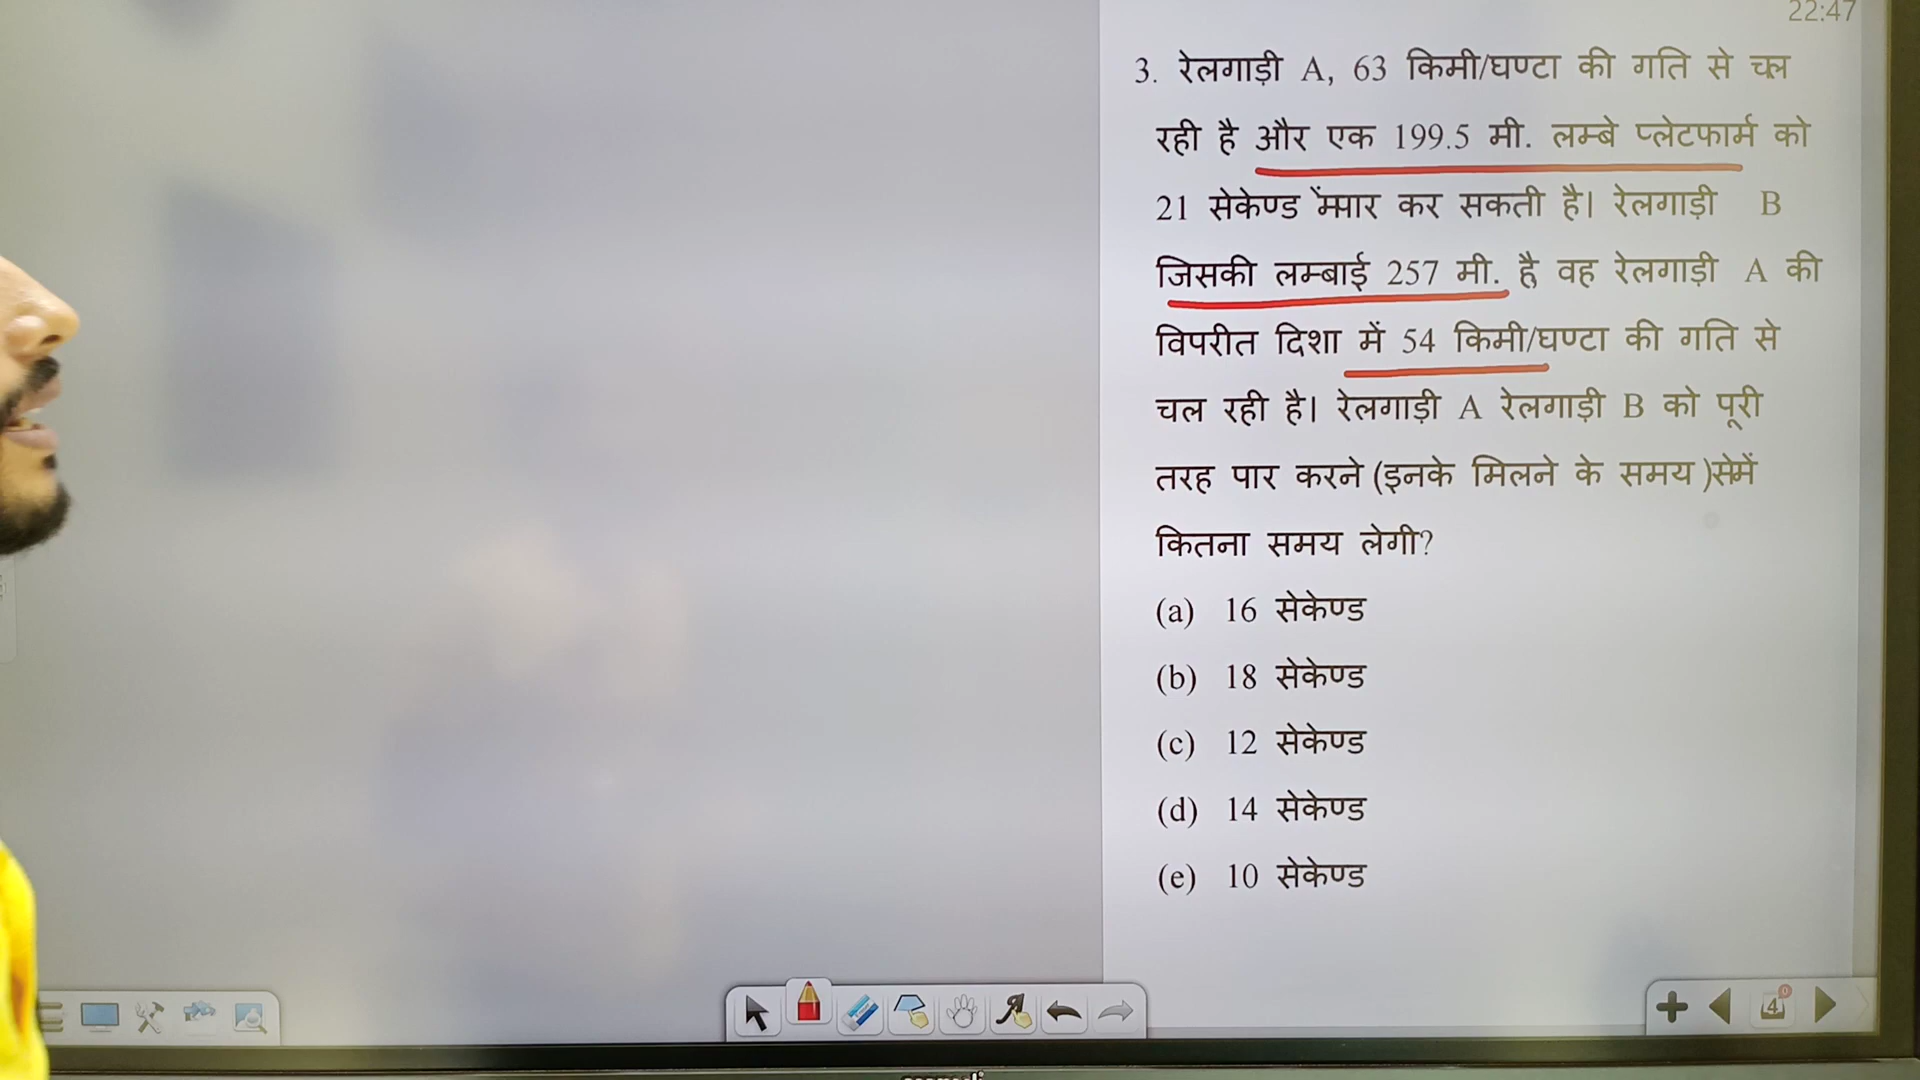 22:47
3. रेलगाड़ी A, 63 किमी/घण्टा की गति से चल
रही है और एक 199.5 मी. लम्बे प्लेटफार्म को
21 सेकेण्ड में पार कर सकती है। रेलगाड़ी B
जिसकी लम्बाई 257 मी. है, वह रेलगाड़ी A की
विपरीत दिशा में 54 किमी/घण्टा की गति से
चल रही है। रेलगाड़ी A रेलगाड़ी B को पूरी
तरह पार करने (इनके मिलने के समय )सेमें
कितना समय लेगी?
(a) 16 सेकेण्ड
(b) 18 सेकेण्ड
(c) 12 सेकेण्ड
(d) 14 सेकेण्ड
(e) 10 सेकेण्ड
4